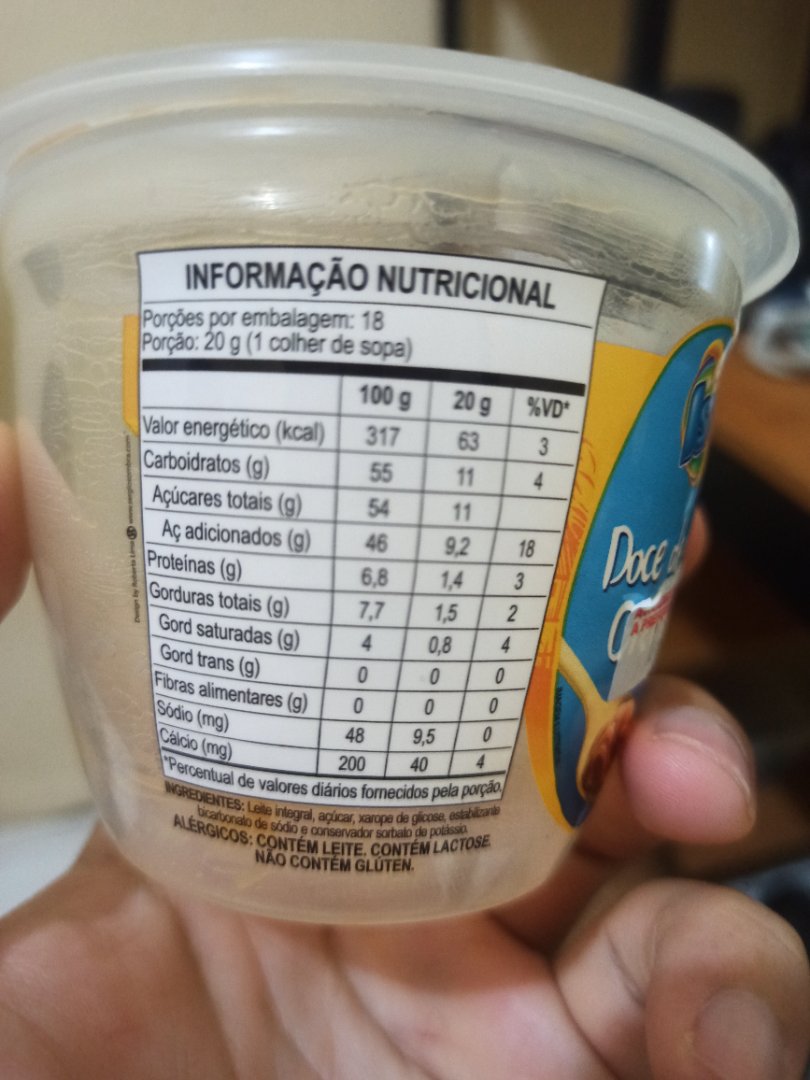 INFORMAÇÃO NUTRICIONAL
Porções por embalagem: 18
Porção: 20 g (1 colher de sopa)
100 g 20 g %VD*
Valor energético (kcal) 317 63 3
Carboidratos (g) 55 11 4
Açúcares totais (g) 54 11
Aç adicionados (g) 46 9,2 18
Proteínas (g) 6,8 1,4 3
Gorduras totais (g) 7,7 1,5 2
Gord saturadas (g) 4 0,8 4
Gord trans (g) 0 0 0
Fibras alimentares (g) 0 0 0
Sódio (mg) 48 9,5 0
Cálcio (mg) 200 40 4
*Percentual de valores diários fornecidos pela porção.
INGREDIENTES: Leite integral, açúcar, xarope de glicose, estabilizante
bicarbonato de sódio e conservador sorbato de potássio.
ALÉRGICOS: CONTÉM LEITE. CONTÉM LACTOSE.
NÃO CONTÉM GLÚTEN.
Doce